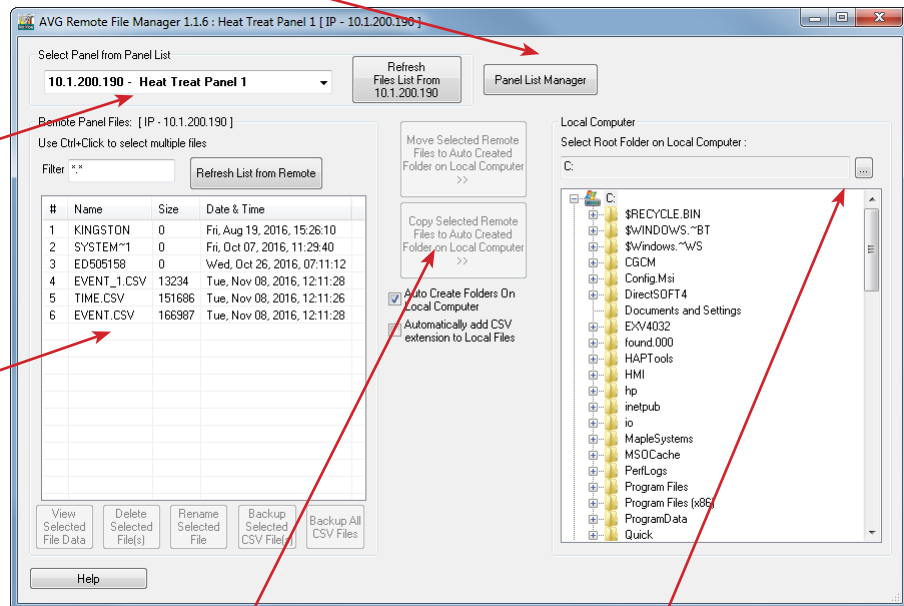 AVG Remote File Manager 1.1.6 : Heat Treat Panel 1 [ IP - 10.1.200.190 ]
Select Panel from Panel List
10.1.200.190 - Heat Treat Panel 1
Refresh
Files List From
10.1.200.190
Panel List Manager
Remote Panel Files: [ IP - 10.1.200.190 ]
Use Ctrl+Click to select multiple files
Filter *.*
Refresh List from Remote
# Name Size Date & Time
1 KINGSTON 0 Fri, Aug 19, 2016, 15:26:10
2 SYSTEM~1 0 Fri, Oct 07, 2016, 11:29:40
3 ED505158 0 Wed, Oct 26, 2016, 07:11:12
4 EVENT_1.CSV 13234 Tue, Nov 08, 2016, 12:11:28
5 TIME.CSV 151686 Tue, Nov 08, 2016, 12:11:26
6 EVENT.CSV 166987 Tue, Nov 08, 2016, 12:11:28
View
Selected
File Data
Delete
Selected
File(s)
Rename
Selected
File
Backup
Selected
CSV File(s)
Backup All
CSV Files
Help
Move Selected Remote
Files to Auto Created
Folder on Local Computer
>>
Copy Selected Remote
Files to Auto Created
Folder on Local Computer
>>
Auto Create Folders On
Local Computer
Automatically add CSV
extension to Local Files
Local Computer
Select Root Folder on Local Computer :
C:
...
C:
$RECYCLE.BIN
$WINDOWS.~BT
$Windows.~WS
CGCM
Config.Msi
DirectSOFT4
Documents and Settings
EXV4032
found.000
HAPTools
HMI
hp
inetpub
io
MapleSystems
MSOCache
PerfLogs
Program Files
Program Files (x86)
ProgramData
Quick